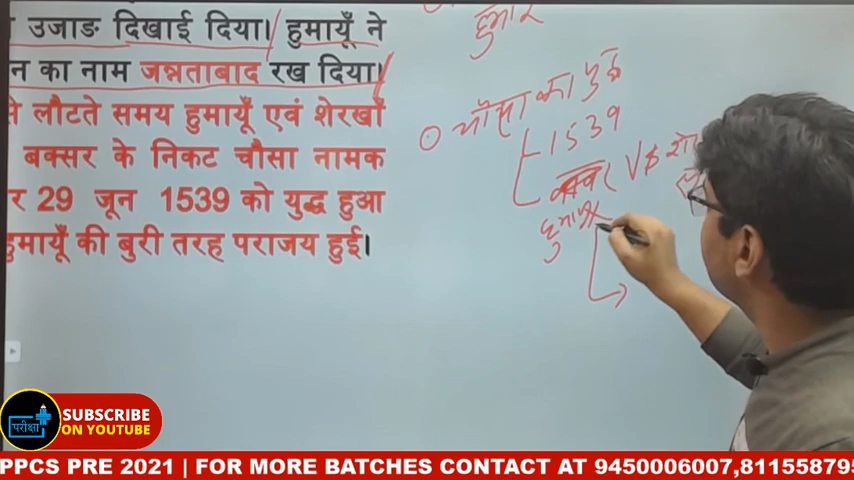 उजाङ दिखाई दिया। हुमायूँ ने
न का नाम जन्नताबाद रख दिया।
से लौटते समय हुमायूँ एवं शेरखाँ
बक्सर के निकट चौसा नामक
र 29 जून 1539 को युद्ध हुआ
हुमायूँ की बुरी तरह पराजय हुई।
चौसा का युद्ध
1539
VS
SUBSCRIBE
ON YOUTUBE
परीक्षा
PPCS PRE 2021 | FOR MORE BATCHES CONTACT AT 9450006007,811558795